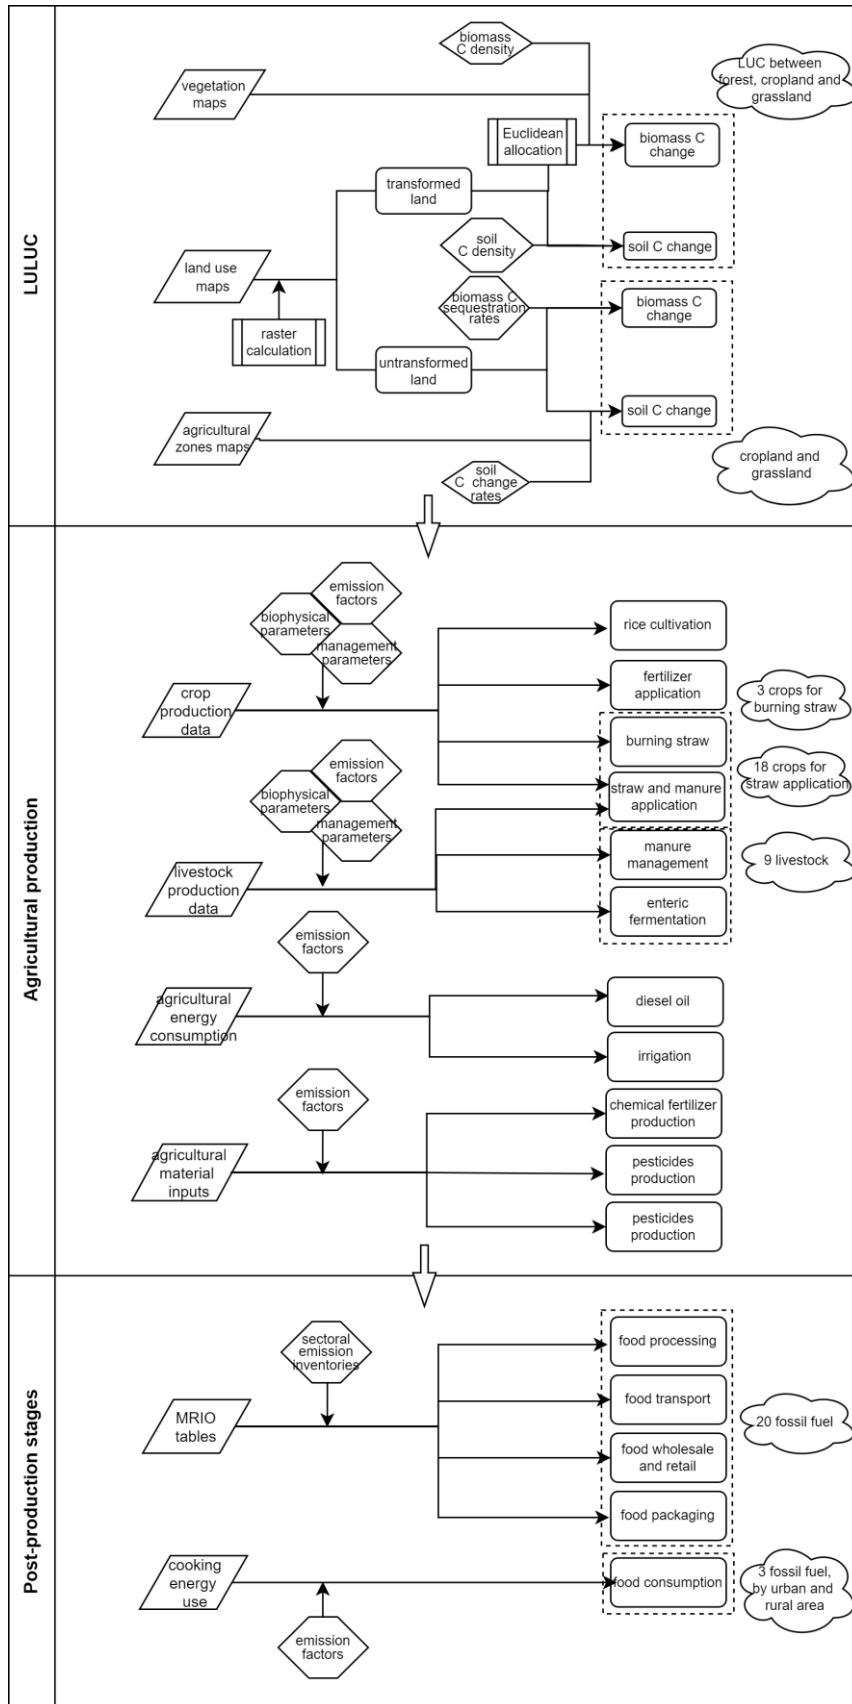 LULUC
biomass
C density
LUC between
forest, cropland and
grassland
vegetation
maps
Euclidean
allocation
biomass C
change
transformed
land
soil
C density
soil C change
land use
maps
biomass C
sequestration
rates
biomass C
change
raster
calculation
untransformed
land
soil C change
agricultural
zones maps
cropland and
grassland
soil
C change
rates
Agricultural production
emission
factors
biophysical
parameters
management
parameters
rice cultivation
crop
production
data
fertilizer
application
3 crops for
burning straw
burning straw
emission
factors
biophysical
parameters
management
parameters
18 crops for
straw application
straw and manure
application
livestock
production
data
manure
management
9 livestock
enteric
fermentation
emission
factors
agricultural
energy
consumption
diesel oil
irrigation
emission
factors
chemical fertilizer
production
agricultural
material
inputs
pesticides
production
pesticides
production
Post-production stages
sectoral
emission
inventories
food processing
MRIO
tables
food transport
20 fossil fuel
food wholesale
and retail
food packaging
cooking
energy
use
food consumption
3 fossil fuel,
by urban and
rural area
emission
factors